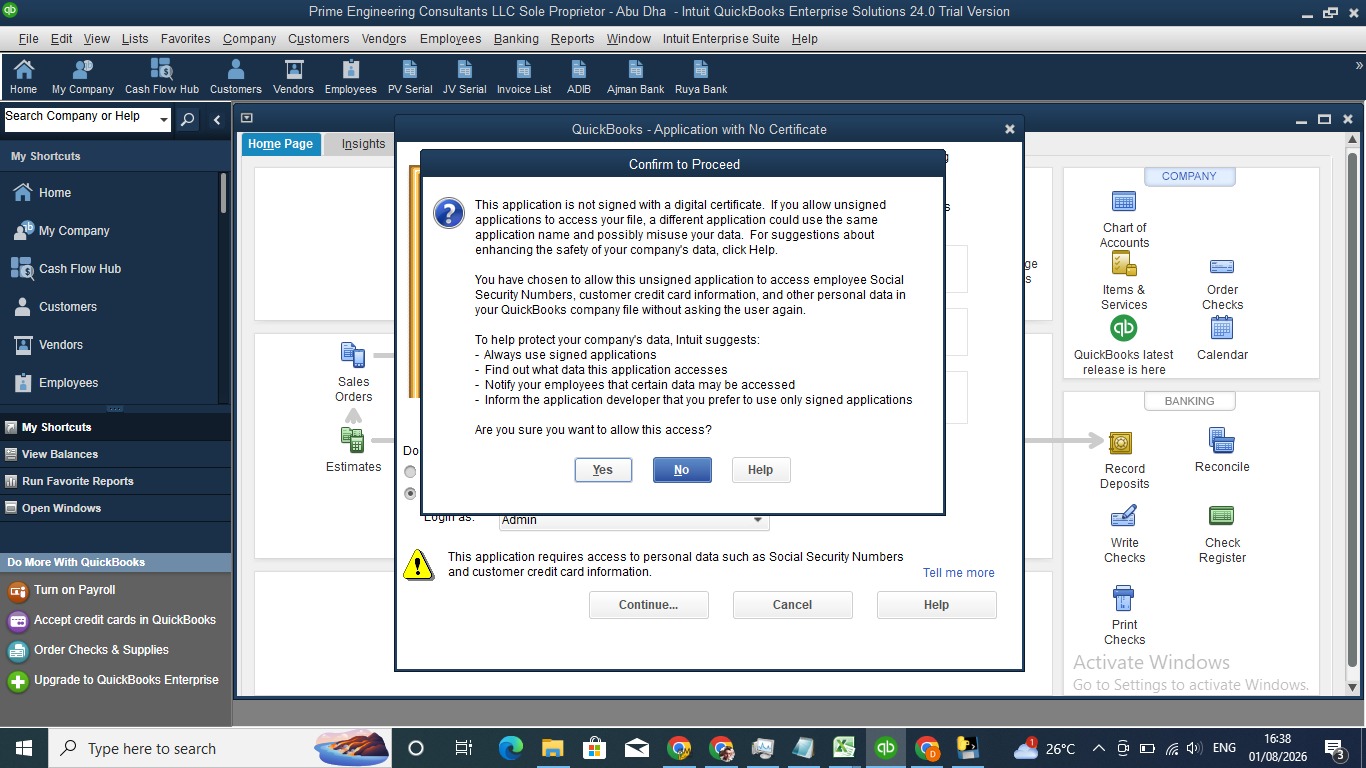 Prime Engineering Consultants LLC Sole Proprietor - Abu Dha - Intuit QuickBooks Enterprise Solutions 24.0 Trial Version
File Edit View Lists Favorites Company Customers Vendors Employees Banking Reports Window Intuit Enterprise Suite Help
Home My Company Cash Flow Hub Customers Vendors Employees PV Serial JV Serial Invoice List ADIB Ajman Bank Ruya Bank
Search Company or Help
My Shortcuts
Home
My Company
Cash Flow Hub
Customers
Vendors
Employees
My Shortcuts
View Balances
Run Favorite Reports
Open Windows
Do More With QuickBooks
Turn on Payroll
Accept credit cards in QuickBooks
Order Checks & Supplies
Upgrade to QuickBooks Enterprise
Home Page Insights
Sales
Orders
Estimates
QuickBooks - Application with No Certificate
Confirm to Proceed
This application is not signed with a digital certificate. If you allow unsigned
applications to access your file, a different application could use the same
application name and possibly misuse your data. For suggestions about
enhancing the safety of your company's data, click Help.
You have chosen to allow this unsigned application to access employee Social
Security Numbers, customer credit card information, and other personal data in
your QuickBooks company file without asking the user again.
To help protect your company's data, Intuit suggests:
- Always use signed applications
- Find out what data this application accesses
- Notify your employees that certain data may be accessed
- Inform the application developer that you prefer to use only signed applications
Are you sure you want to allow this access?
Yes No Help
Do
Login as: Admin
This application requires access to personal data such as Social Security Numbers
and customer credit card information.
Tell me more
Continue... Cancel Help
COMPANY
Chart of
Accounts
Items &
Services
Order
Checks
QuickBooks latest
release is here
Calendar
BANKING
Record
Deposits
Reconcile
Write
Checks
Check
Register
Print
Checks
Activate Windows
Go to Settings to activate Windows.
Type here to search
26°C
ENG
16:38
01/08/2026